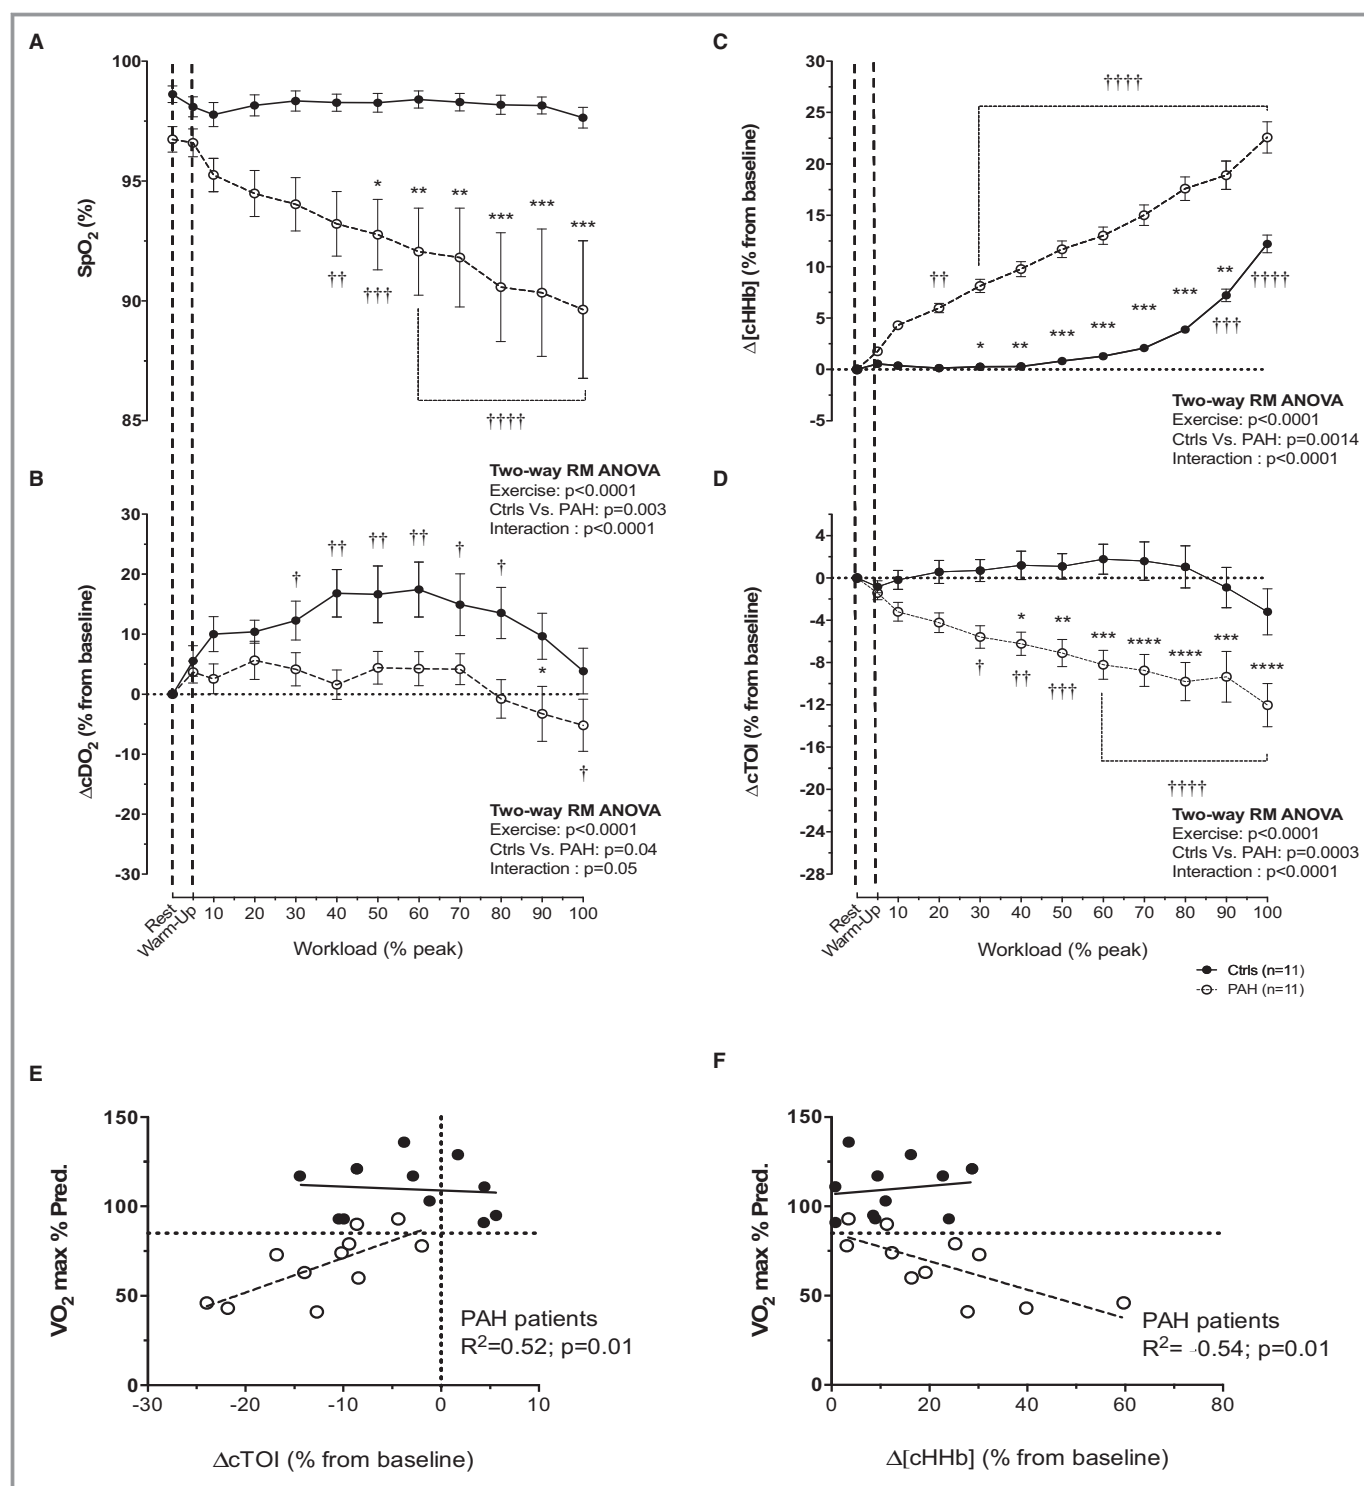 A
100
95
90
85
SpO2 (%)
*
**
**
***
***
***
††
†††
††††
Two-way RM ANOVA
Exercise: p<0.0001
Ctrls Vs. PAH: p=0.003
Interaction : p<0.0001
B
30
20
10
0
-10
-20
-30
ΔcDO2 (% from baseline)
†
††
††
††
†
†
*
†
Two-way RM ANOVA
Exercise: p<0.0001
Ctrls Vs. PAH: p=0.04
Interaction : p=0.05
Rest
Warm-Up
10 20 30 40 50 60 70 80 90 100
Workload (% peak)
C
30
25
20
15
10
5
0
-5
Δ[cHHb] (% from baseline)
††††
††
*
**
***
***
***
***
**
†††
††††
Two-way RM ANOVA
Exercise: p<0.0001
Ctrls Vs. PAH: p=0.0014
Interaction : p<0.0001
D
4
0
-4
-8
-12
-16
-20
-24
-28
ΔcTOI (% from baseline)
*
**
***
****
****
***
****
†
††
†††
††††
Two-way RM ANOVA
Exercise: p<0.0001
Ctrls Vs. PAH: p=0.0003
Interaction : p<0.0001
Rest
Warm-Up
10 20 30 40 50 60 70 80 90 100
Workload (% peak)
Ctrls (n=11)
PAH (n=11)
E
150
100
50
0
VO2 max % Pred.
PAH patients
R²=0.52; p=0.01
-30 -20 -10 0 10
ΔcTOI (% from baseline)
F
150
100
50
0
VO2 max % Pred.
PAH patients
R²= -0.54; p=0.01
0 20 40 60 80
Δ[cHHb] (% from baseline)